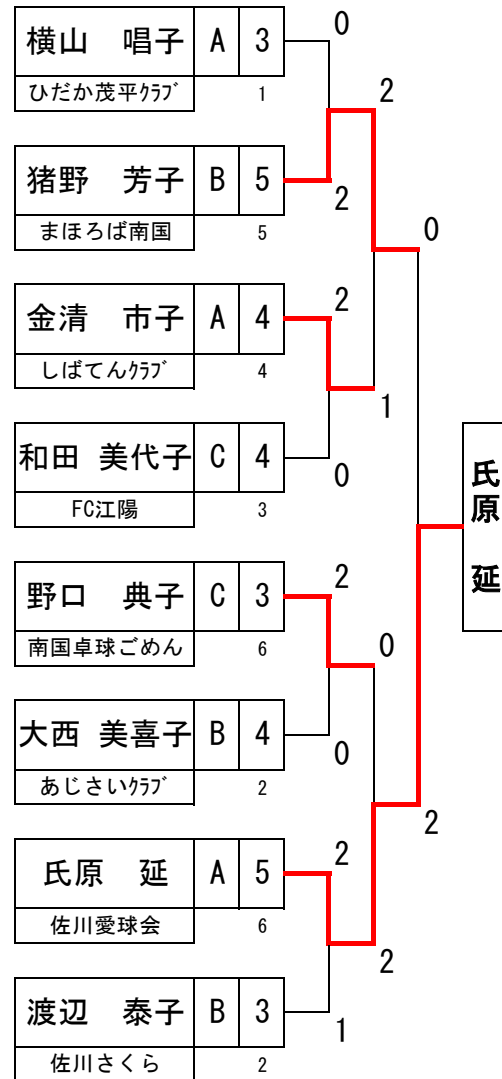 横山　唱子 A 3
ひだか茂平ｸﾗﾌﾞ 1
0
2
猪野　芳子 B 5
まほろば南国 5
2
0
金清　市子 A 4
しばてんｸﾗﾌﾞ 4
2
1
和田 美代子 C 4
FC江陽 3
0
氏原　延
野口　典子 C 3
南国卓球ごめん 6
2
0
大西 美喜子 B 4
あじさいｸﾗﾌﾞ 2
0
2
氏原　延 A 5
佐川愛球会 6
2
2
渡辺　泰子 B 3
佐川さくら 2
1